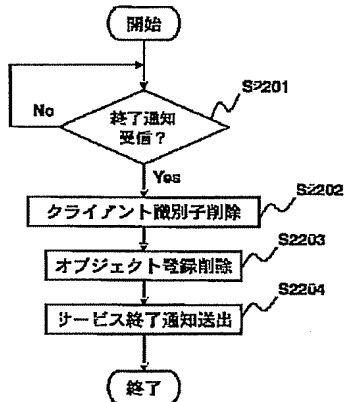 開始
S2201
No
終了通知
受信？
Yes
S2202
クライアント識別子削除
S2203
オブジェクト登録削除
S2204
サービス終了通知送出
終了